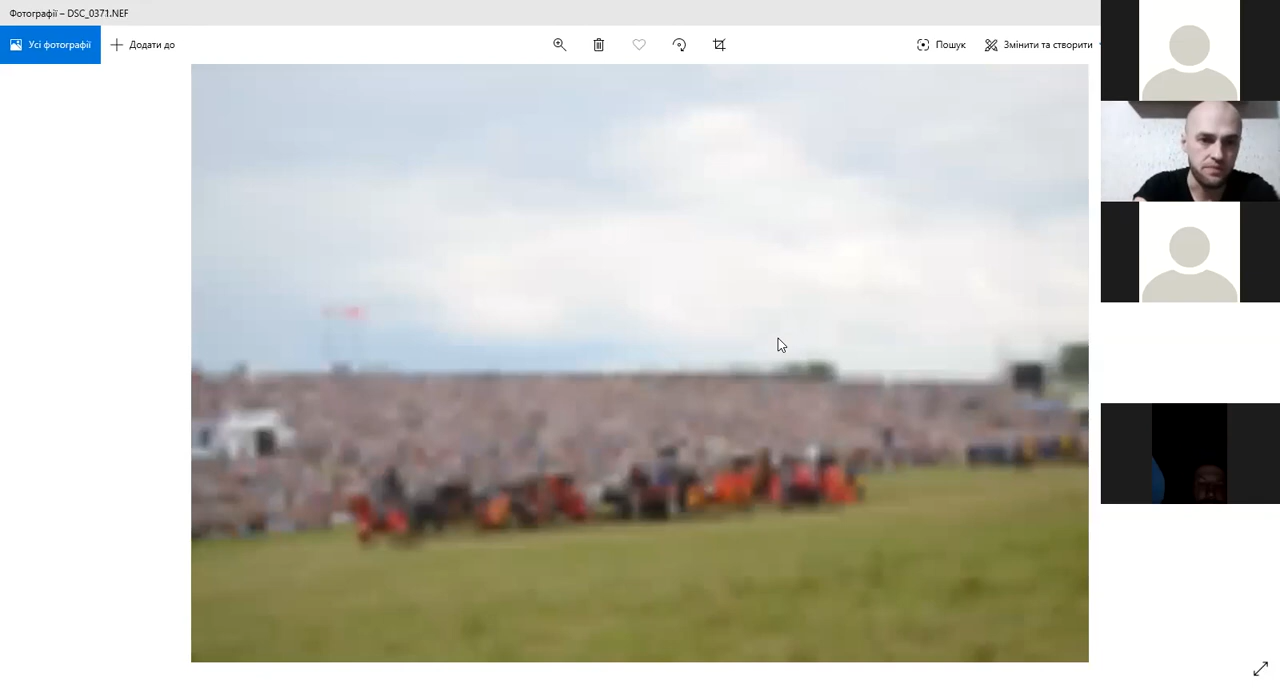 Фотографії – DSC_0371.NEF
Усі фотографії
Додати до
Пошук
Змінити та створити